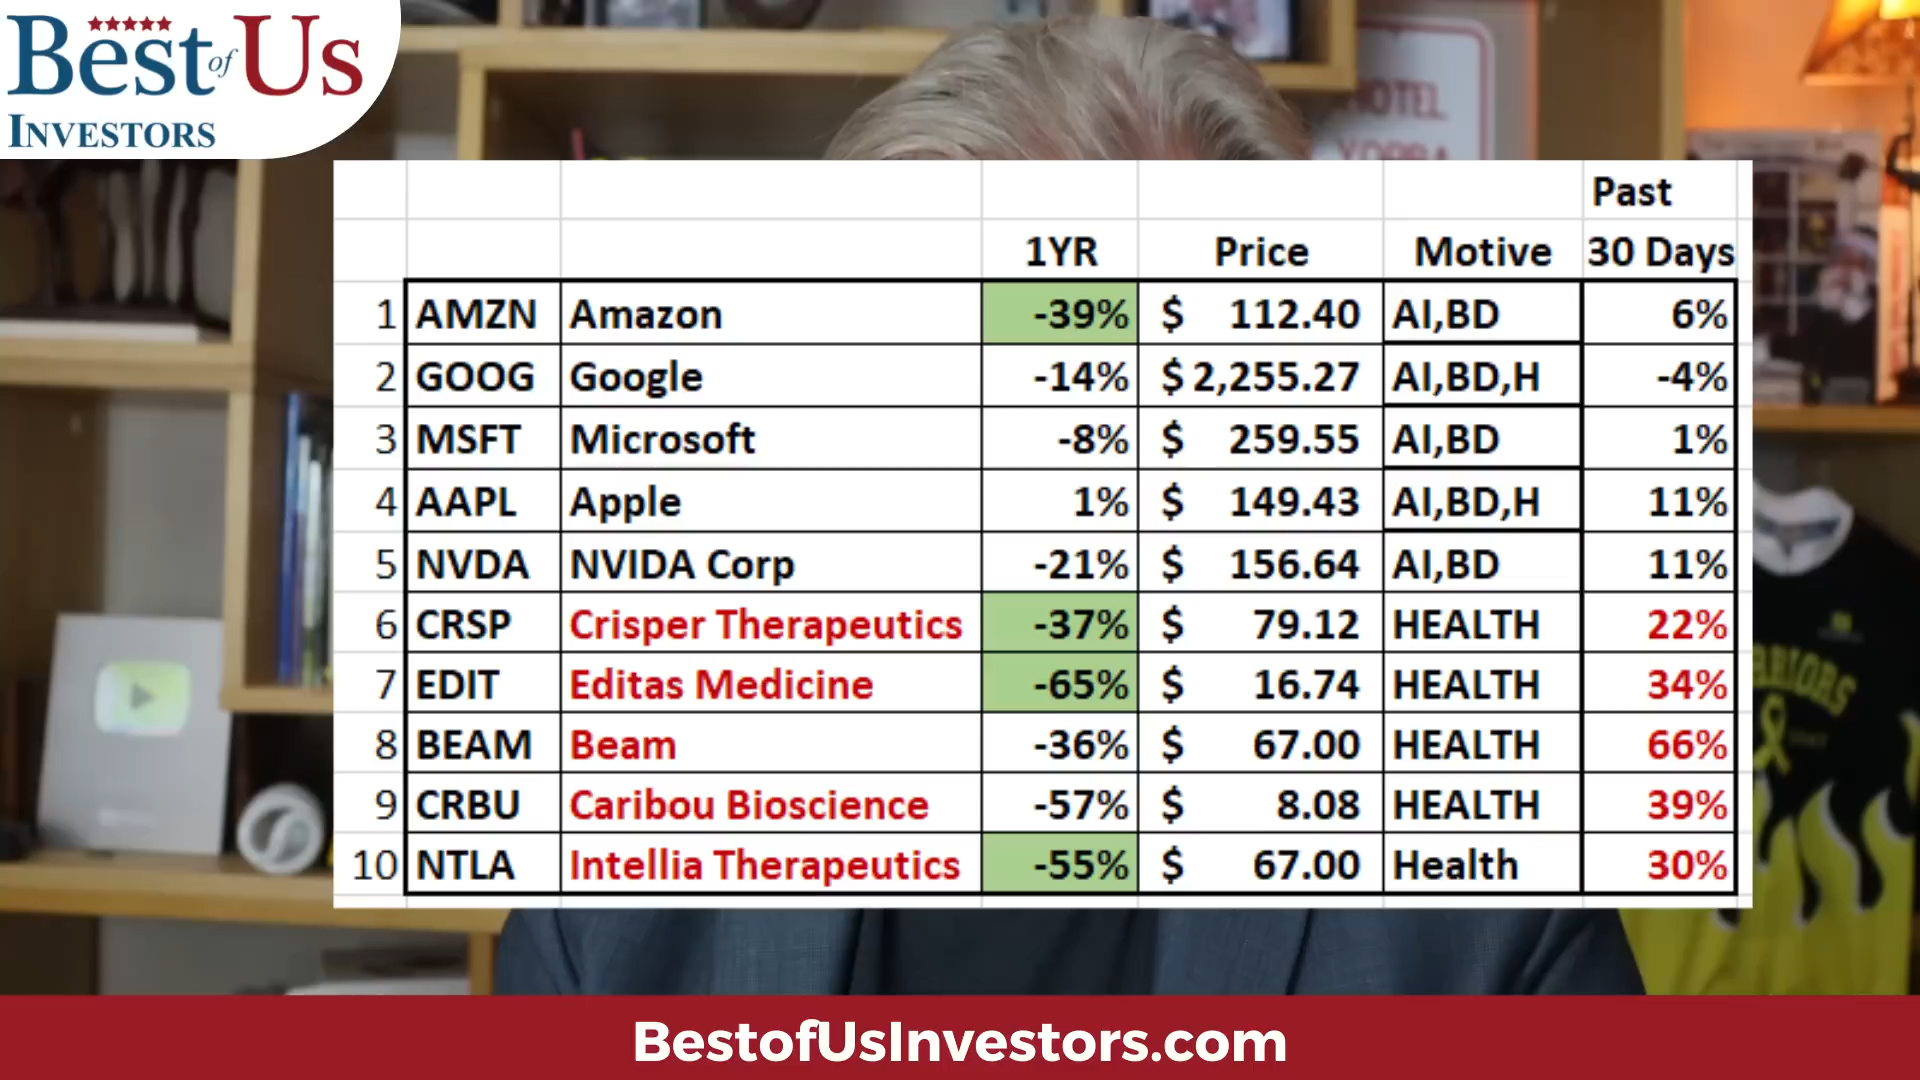 Best of Us
INVESTORS
HOTEL
Past
1YR Price Motive 30 Days
1 AMZN Amazon -39% $ 112.40 AI,BD 6%
2 GOOG Google -14% $ 2,255.27 AI,BD,H -4%
3 MSFT Microsoft -8% $ 259.55 AI,BD 1%
4 AAPL Apple 1% $ 149.43 AI,BD,H 11%
5 NVDA NVIDA Corp -21% $ 156.64 AI,BD 11%
6 CRSP Crisper Therapeutics -37% $ 79.12 HEALTH 22%
7 EDIT Editas Medicine -65% $ 16.74 HEALTH 34%
8 BEAM Beam -36% $ 67.00 HEALTH 66%
9 CRBU Caribou Bioscience -57% $ 8.08 HEALTH 39%
10 NTLA Intellia Therapeutics -55% $ 67.00 Health 30%
BestofUsInvestors.com